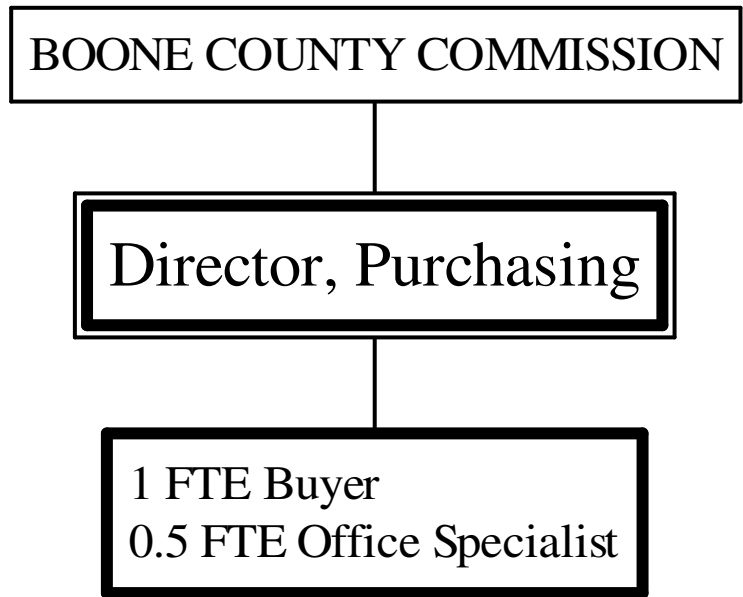 BOONE COUNTY COMMISSION
Director, Purchasing
1 FTE Buyer
0.5 FTE Office Specialist